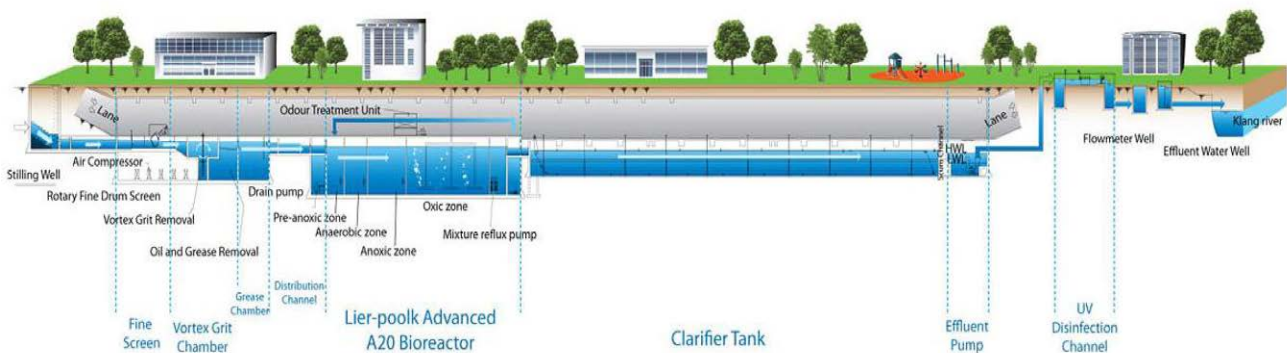 Lane
Odour Treatment Unit
Lane
Klang river
Air Compressor
Scum Channel
HWL
LWL
Flowmeter Well
Effluent Water Well
Stilling Well
Rotary Fine Drum Screen
Drain pump
Vortex Grit Removal
Pre-anoxic zone
Oxic zone
Anaerobic zone
Mixture reflux pump
Oil and Grease Removal
Anoxic zone
Grease
Chamber
Distribution
Channel
Fine
Screen
Vortex Grit
Chamber
Lier-poolk Advanced
A20 Bioreactor
Clarifier Tank
Effluent
Pump
UV
Disinfection
Channel